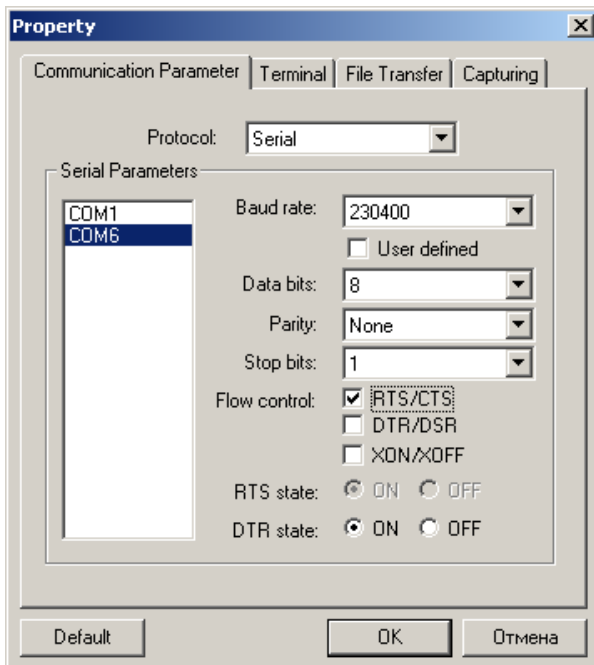 Property
Communication Parameter Terminal File Transfer Capturing
Protocol: Serial
Serial Parameters
COM1
COM6
Baud rate: 230400
User defined
Data bits: 8
Parity: None
Stop bits: 1
Flow control: RTS/CTS
DTR/DSR
XON/XOFF
RTS state: ON OFF
DTR state: ON OFF
Default OK Отмена